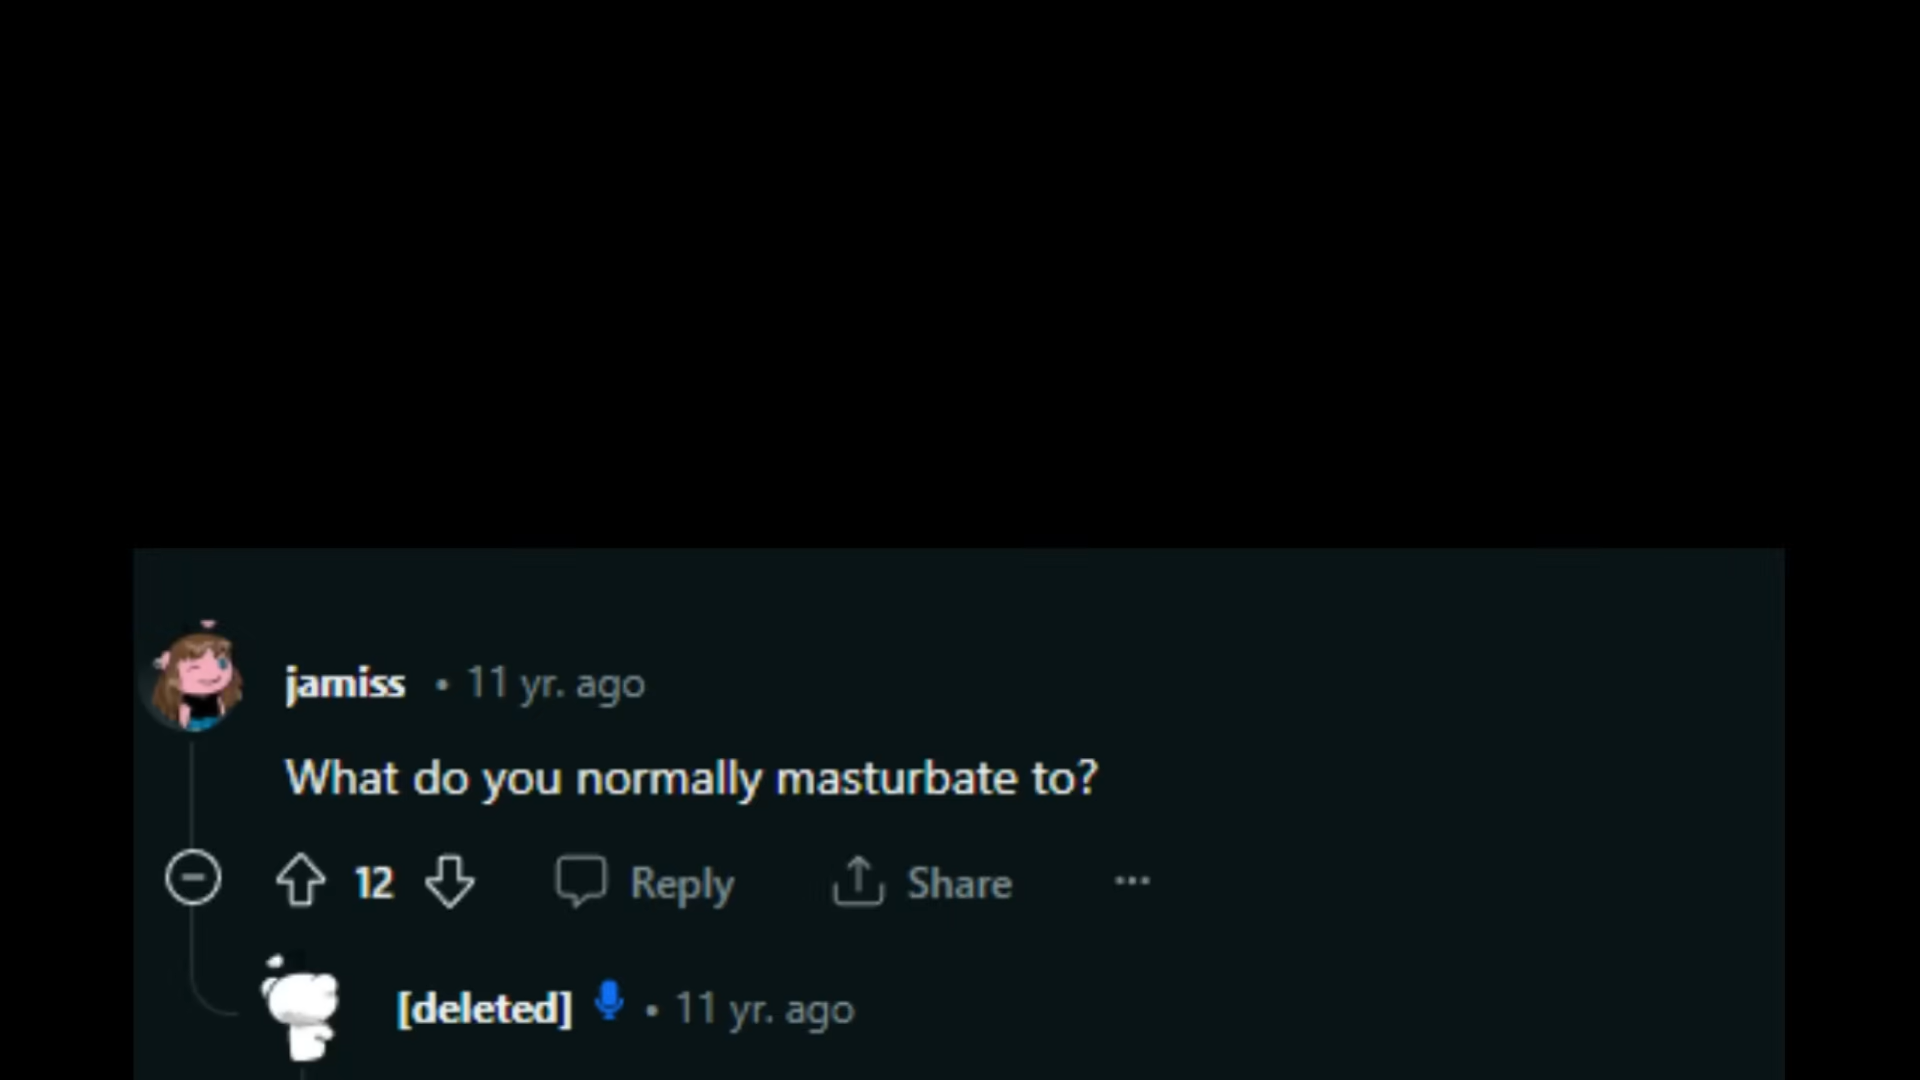 jamiss • 11 yr. ago
What do you normally masturbate to?
12 Reply Share ...
[deleted] • 11 yr. ago